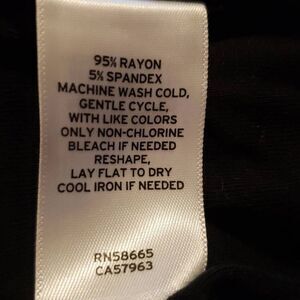 95% RAYON
5% SPANDEX
MACHINE WASH COLD,
GENTLE CYCLE,
WITH LIKE COLORS
ONLY NON-CHLORINE
BLEACH IF NEEDED
RESHAPE,
LAY FLAT TO DRY
COOL IRON IF NEEDED
RN58665
CA57963